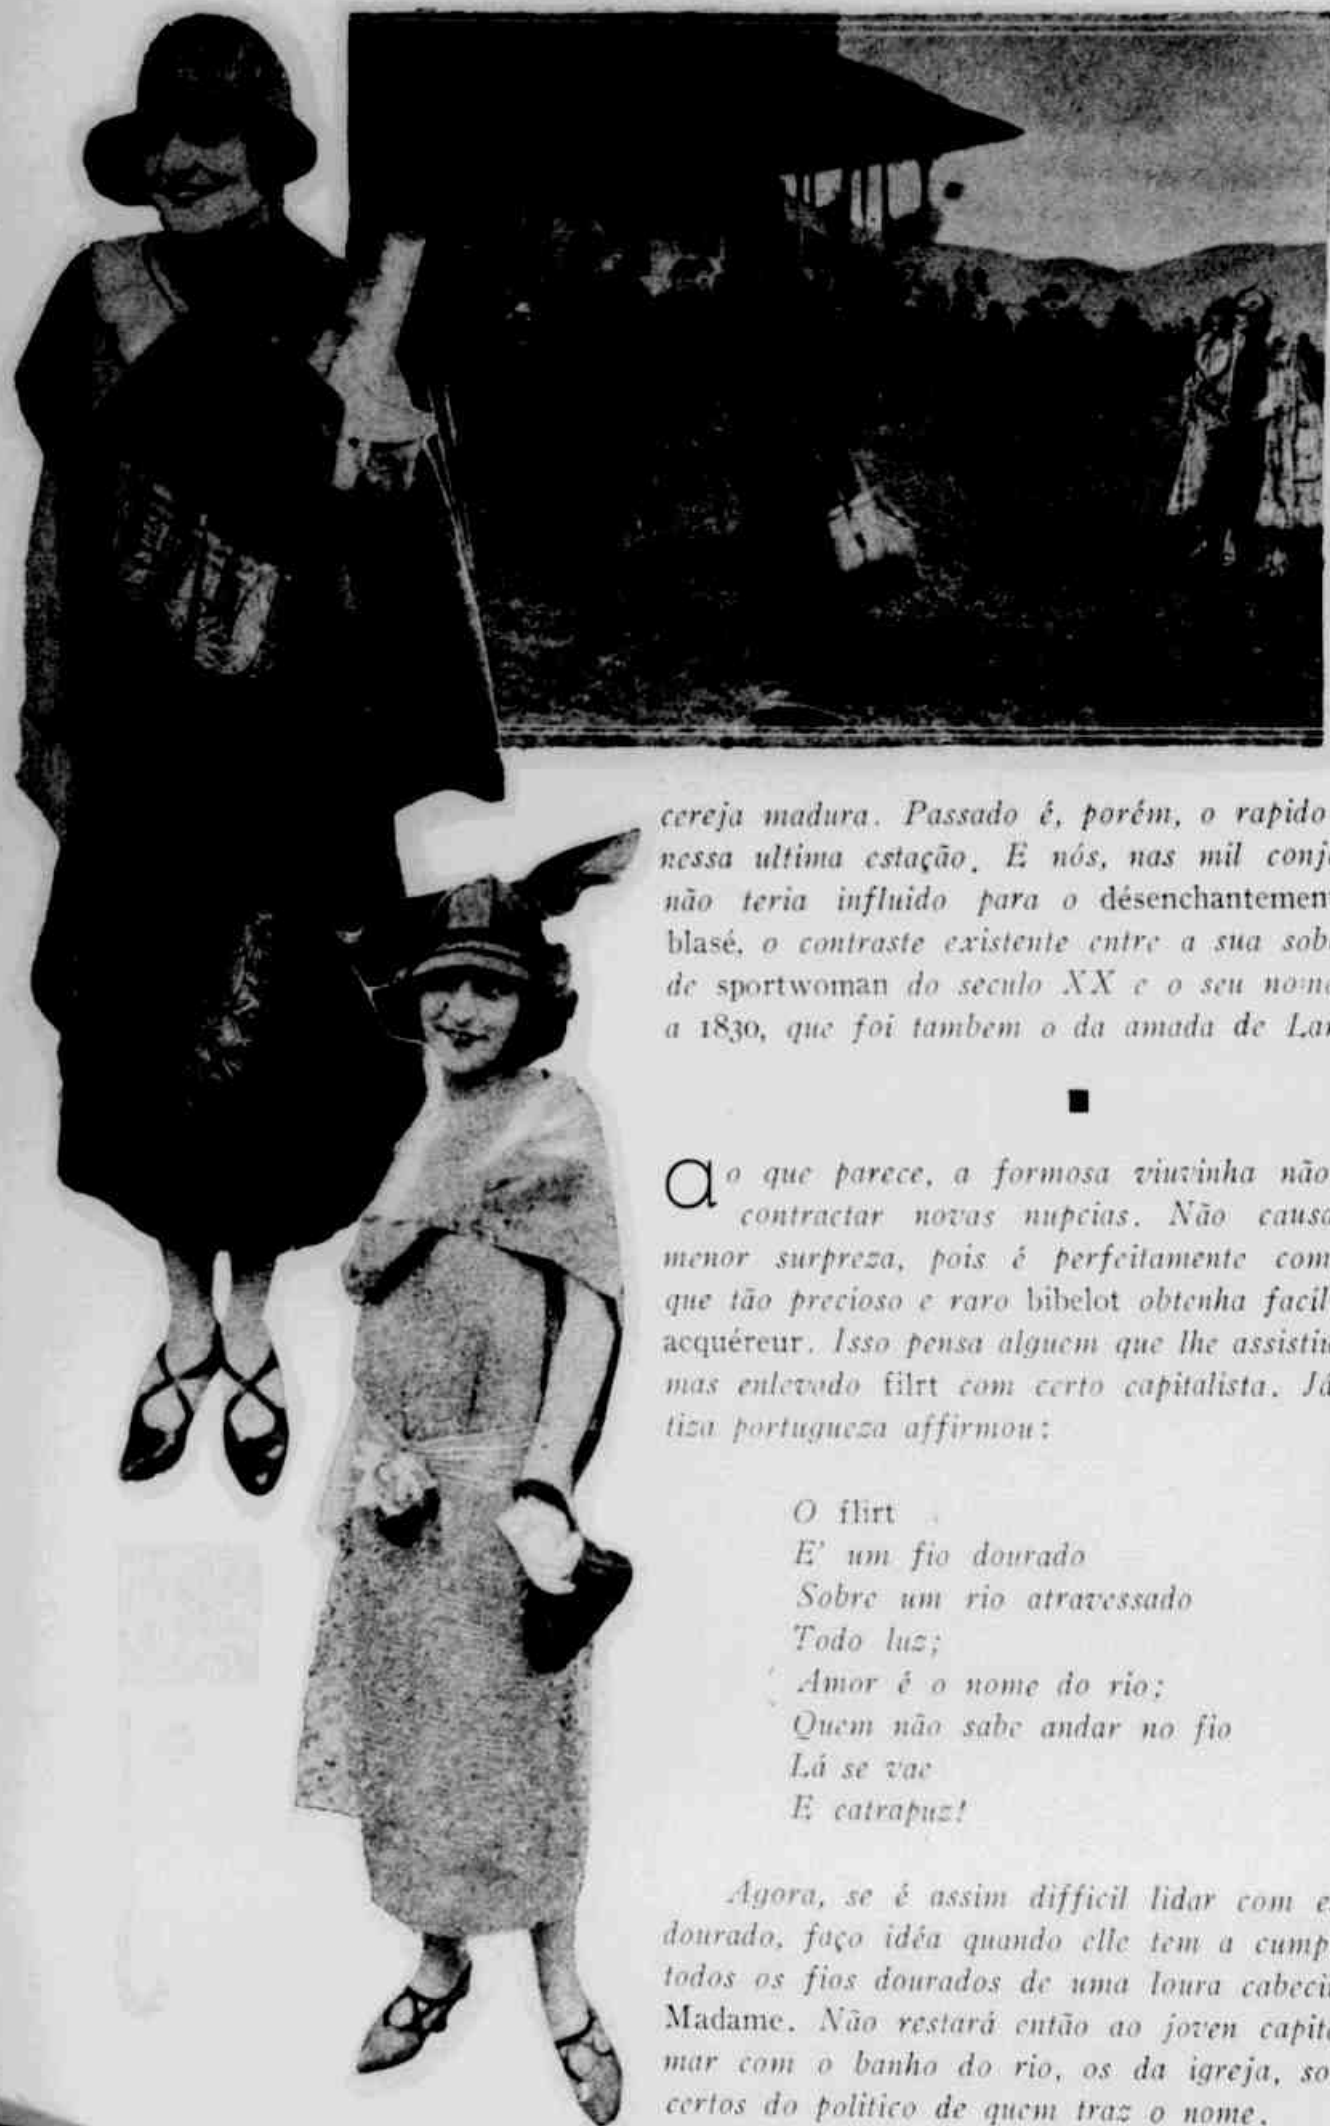 cereja madura. Passado é, porém, o rapido
nessa ultima estação. E nós, nas mil conj
não teria influido para o désenchantemen
blasé, o contraste existente entre a sua sob
de sportwoman do seculo XX e o seu nome
a 1830, que foi tambem o da amada de Lar
Ao que parece, a formosa viuvinha não
contractar novas nupcias. Não causa
menor surpreza, pois é perfeitamente com
que tão precioso e raro bibelot obtenha facil
acquéreur. Isso pensa alguem que lhe assistiu
mas enlevado filrt com certo capitalista. Já
tiza portugueza affirmou:
O flirt
E' um fio dourado
Sobre um rio atravessado
Todo luz;
Amor é o nome do rio;
Quem não sabe andar no fio
Lá se vae
E catrapuz!
Agora, se é assim difficil lidar com e
dourado, faço idéa quando elle tem a cump
todos os fios dourados de uma loura cabeci
Madame. Não restará então ao joven capit
mar com o banho do rio, os da igreja, so
certos do politico de quem traz o nome.